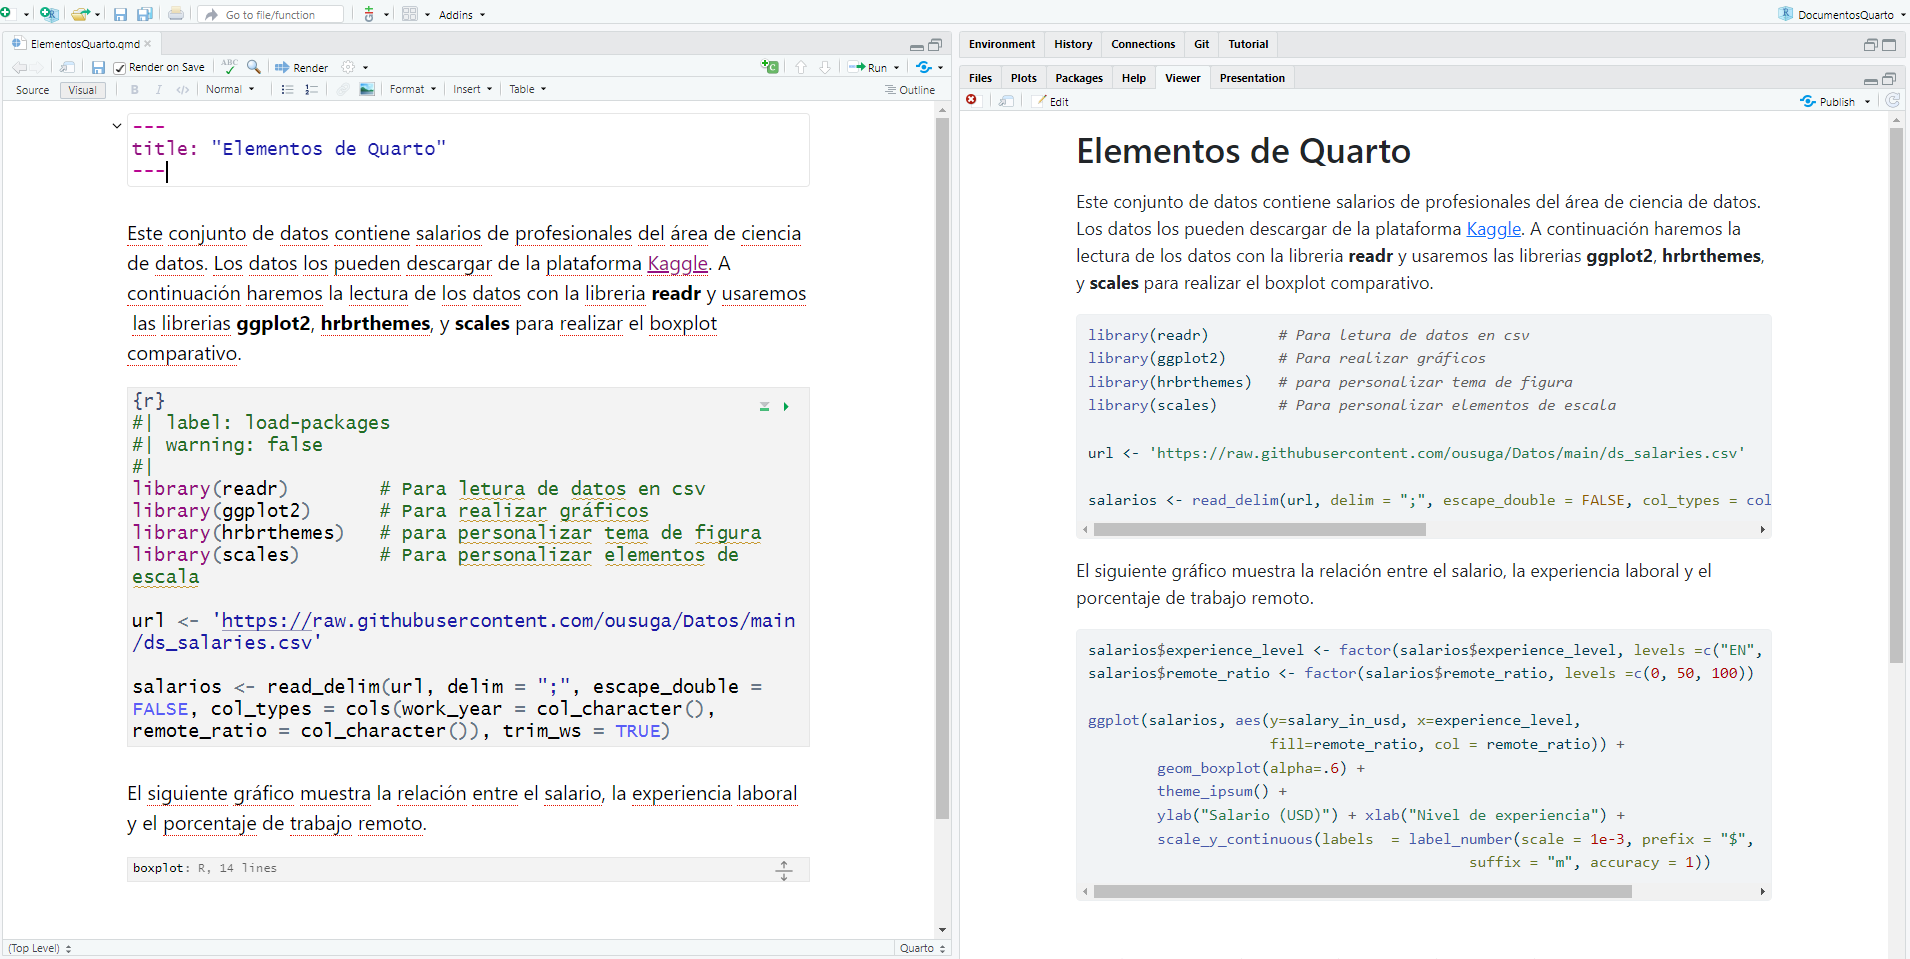 Go to file/function
Addins
DocumentosQuarto
ElementosQuarto.qmd
Render on Save
ABC
Render
Run
Source
Visual
B
I
</>
Normal
Format
Insert
Table
Outline
---
title: "Elementos de Quarto"
---
Este conjunto de datos contiene salarios de profesionales del área de ciencia
de datos. Los datos los pueden descargar de la plataforma Kaggle. A
continuación haremos la lectura de los datos con la libreria readr y usaremos
las librerias ggplot2, hrbrthemes, y scales para realizar el boxplot
comparativo.
{r}
#| label: load-packages
#| warning: false
#|
library(readr)        # Para letura de datos en csv
library(ggplot2)      # Para realizar gráficos
library(hrbrthemes)   # para personalizar tema de figura
library(scales)       # Para personalizar elementos de
escala
url <- 'https://raw.githubusercontent.com/ousuga/Datos/main
/ds_salaries.csv'
salarios <- read_delim(url, delim = ";", escape_double =
FALSE, col_types = cols(work_year = col_character(),
remote_ratio = col_character()), trim_ws = TRUE)
El siguiente gráfico muestra la relación entre el salario, la experiencia laboral
y el porcentaje de trabajo remoto.
boxplot: R, 14 lines
(Top Level)
Quarto
Environment
History
Connections
Git
Tutorial
Files
Plots
Packages
Help
Viewer
Presentation
Edit
Publish
Elementos de Quarto
Este conjunto de datos contiene salarios de profesionales del área de ciencia de datos.
Los datos los pueden descargar de la plataforma Kaggle. A continuación haremos la
lectura de los datos con la libreria readr y usaremos las librerias ggplot2, hrbrthemes,
y scales para realizar el boxplot comparativo.
library(readr)        # Para letura de datos en csv
library(ggplot2)      # Para realizar gráficos
library(hrbrthemes)   # para personalizar tema de figura
library(scales)       # Para personalizar elementos de escala
url <- 'https://raw.githubusercontent.com/ousuga/Datos/main/ds_salaries.csv'
salarios <- read_delim(url, delim = ";", escape_double = FALSE, col_types = col
El siguiente gráfico muestra la relación entre el salario, la experiencia laboral y el
porcentaje de trabajo remoto.
salarios$experience_level <- factor(salarios$experience_level, levels =c("EN",
salarios$remote_ratio <- factor(salarios$remote_ratio, levels =c(0, 50, 100))
ggplot(salarios, aes(y=salary_in_usd, x=experience_level,
fill=remote_ratio, col = remote_ratio)) +
geom_boxplot(alpha=.6) +
theme_ipsum() +
ylab("Salario (USD)") + xlab("Nivel de experiencia") +
scale_y_continuous(labels  = label_number(scale = 1e-3, prefix = "$",
suffix = "m", accuracy = 1))